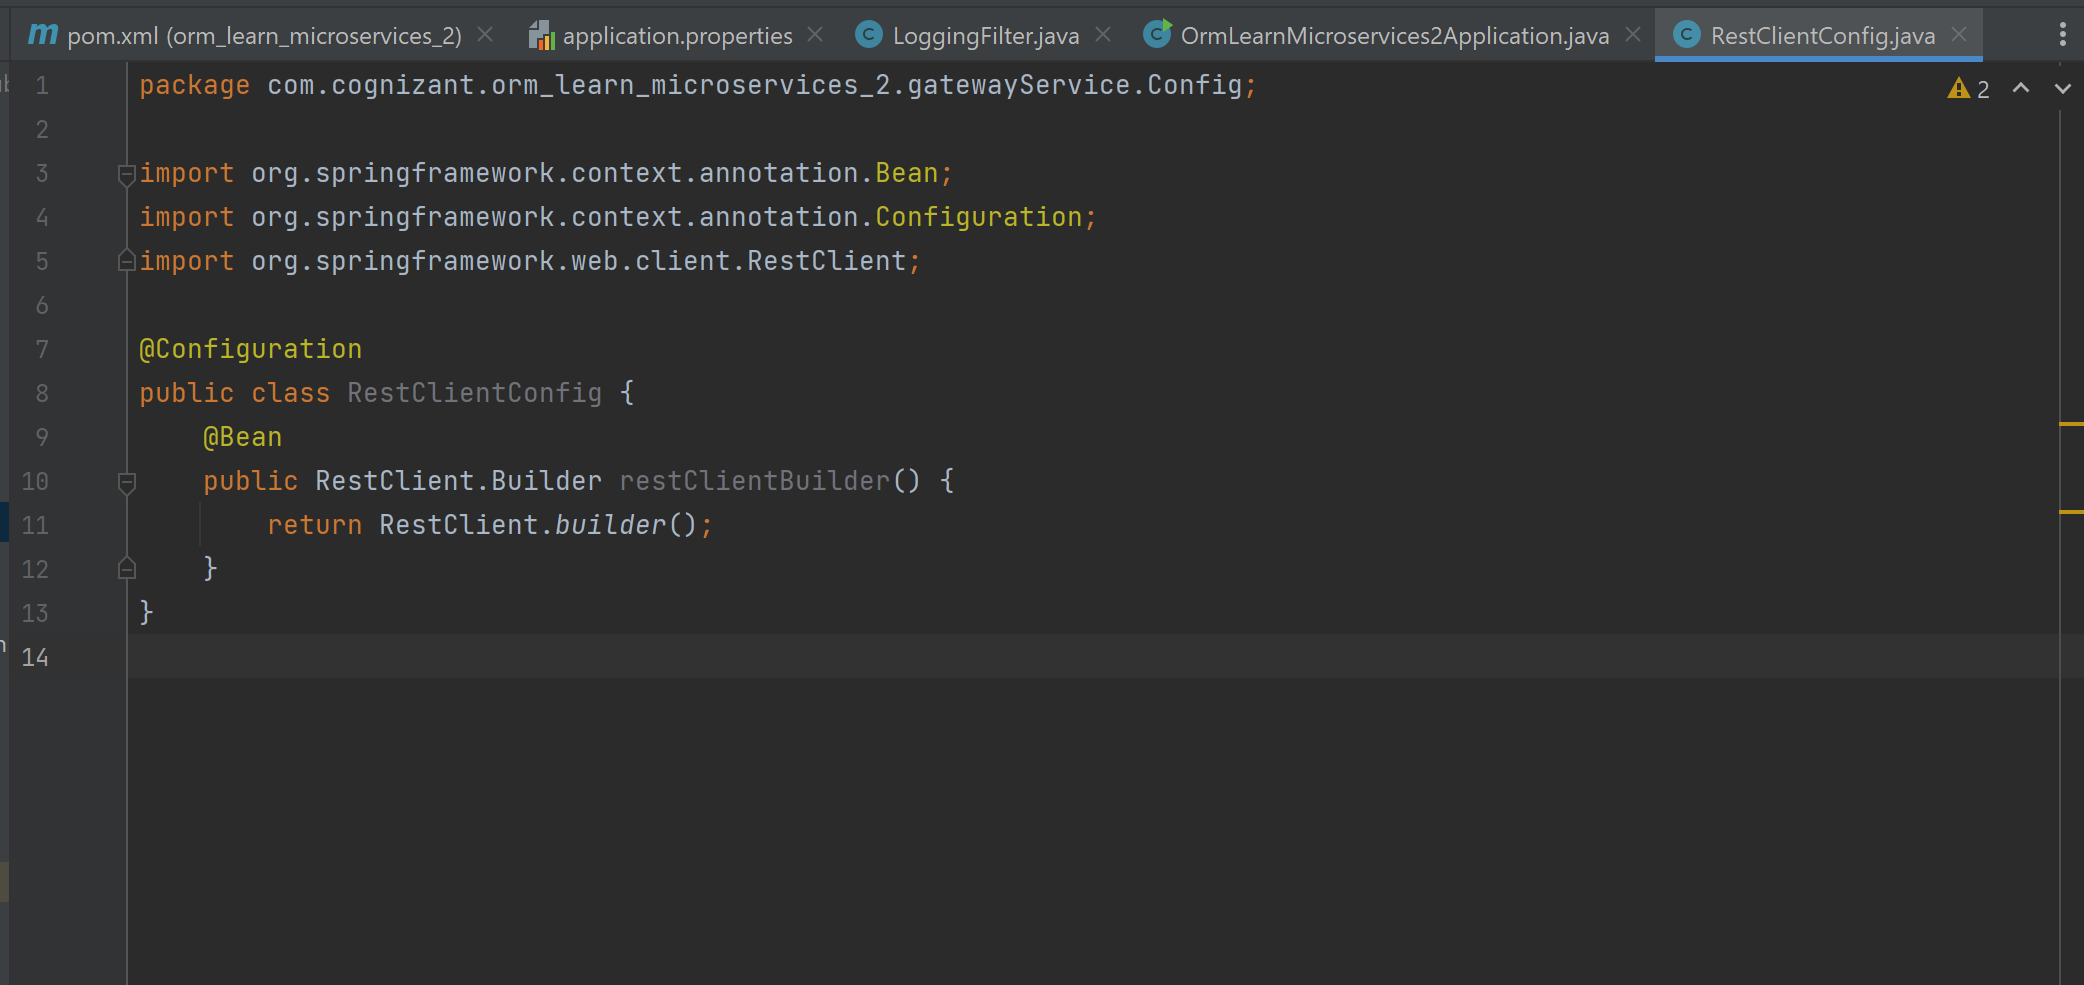 pom.xml (orm_learn_microservices_2) application.properties LoggingFilter.java OrmLearnMicroservices2Application.java RestClientConfig.java
1 package com.cognizant.orm_learn_microservices_2.gatewayService.Config; 2
2
3 import org.springframework.context.annotation.Bean;
4 import org.springframework.context.annotation.Configuration;
5 import org.springframework.web.client.RestClient;
6
7 @Configuration
8 public class RestClientConfig {
9     @Bean
10     public RestClient.Builder restClientBuilder() {
11         return RestClient.builder();
12     }
13 }
14